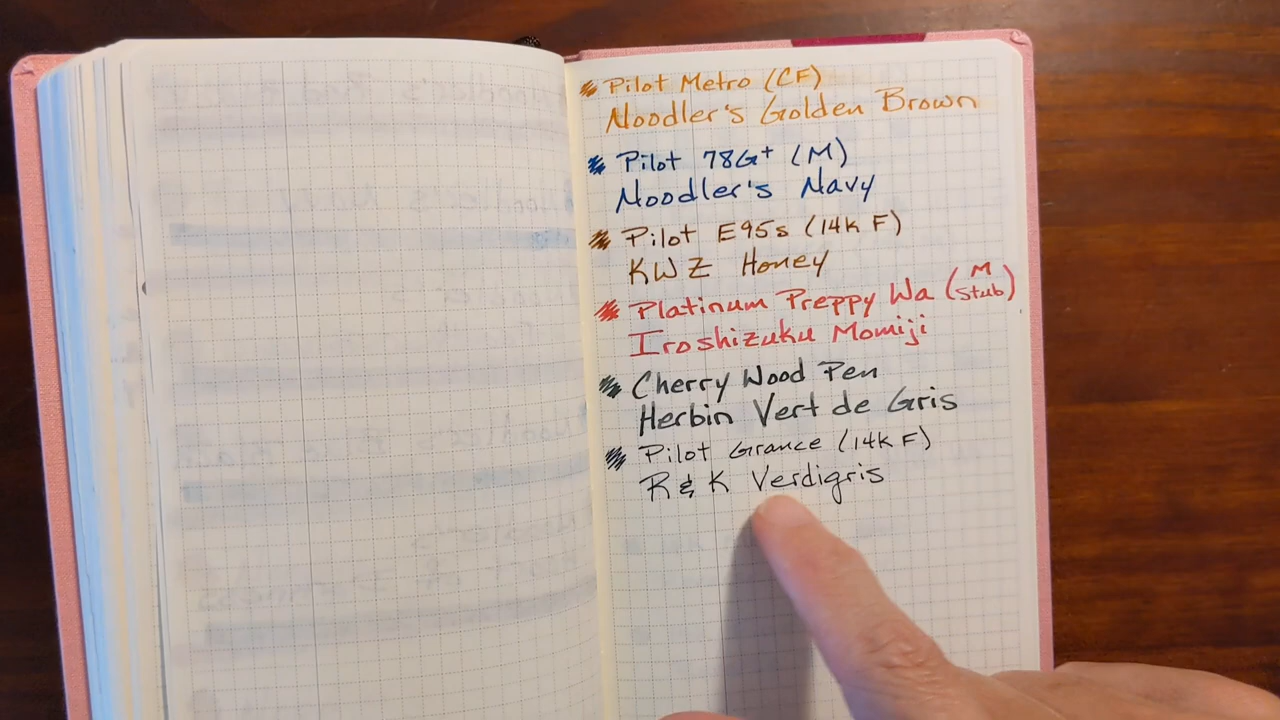 Pilot Metro (CF)
Noodler's Golden Brown
Pilot 78G+ (M)
Noodler's Navy
Pilot E95s (14k F)
KWZ Honey
Platinum Preppy Wa (M Stub)
Iroshizuku Momiji
Cherry Wood Pen
Herbin Vert de Gris
Pilot Grance (14k F)
R & K Verdigris